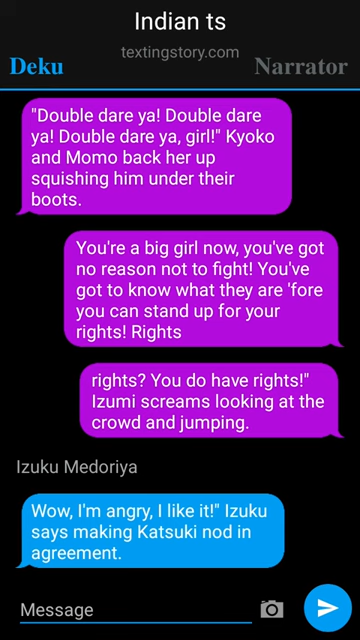 Indian ts
textingstory.com
Deku
Narrator
"Double dare ya! Double dare
ya! Double dare ya, girl!" Kyoko
and Momo back her up
squishing him under their
boots.
You're a big girl now, you've got
no reason not to fight! You've
got to know what they are 'fore
you can stand up for your
rights! Rights
rights? You do have rights!"
Izumi screams looking at the
crowd and jumping.
Izuku Medoriya
Wow, I'm angry, I like it!" Izuku
says making Katsuki nod in
agreement.
Message